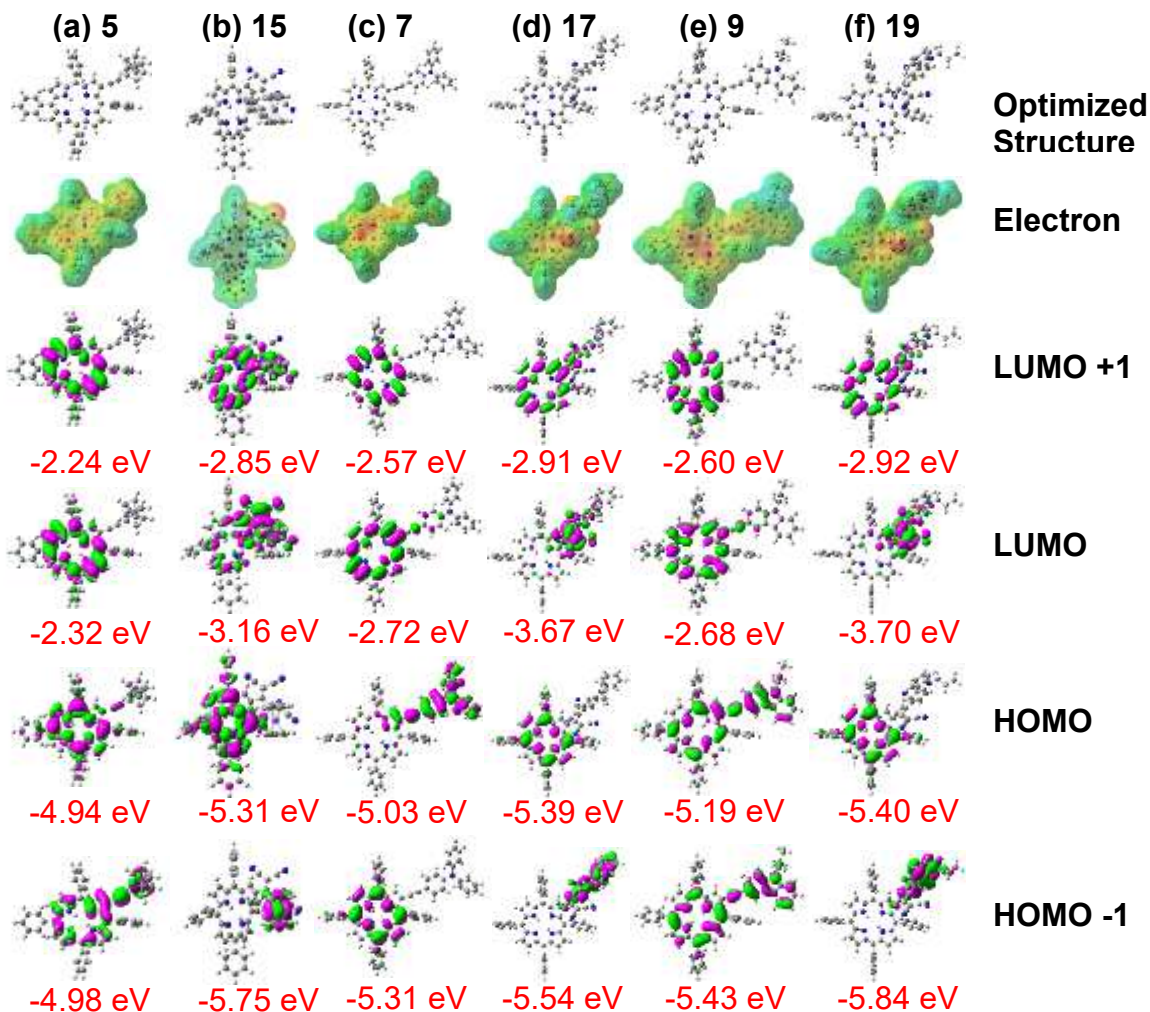 (a) 5 (b) 15 (c) 7 (d) 17 (e) 9 (f) 19
Optimized
Structure
Electron
LUMO +1
-2.24 eV -2.85 eV -2.57 eV -2.91 eV -2.60 eV -2.92 eV
LUMO
-2.32 eV -3.16 eV -2.72 eV -3.67 eV -2.68 eV -3.70 eV
HOMO
-4.94 eV -5.31 eV -5.03 eV -5.39 eV -5.19 eV -5.40 eV
HOMO -1
-4.98 eV -5.75 eV -5.31 eV -5.54 eV -5.43 eV -5.84 eV